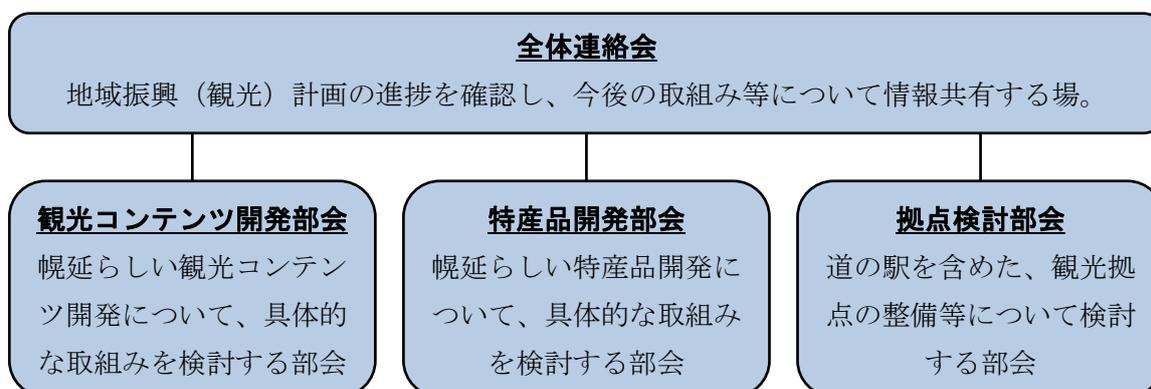 全体連絡会
地域振興（観光）計画の進捗を確認し、今後の取組み等について情報共有する場。
観光コンテンツ開発部会
幌延らしい観光コンテン
ツ開発について、具体的
な取組みを検討する部会
特産品開発部会
幌延らしい特産品開発に
ついて、具体的な取組み
を検討する部会
拠点検討部会
道の駅を含めた、観光拠
点の整備等について検討
する部会